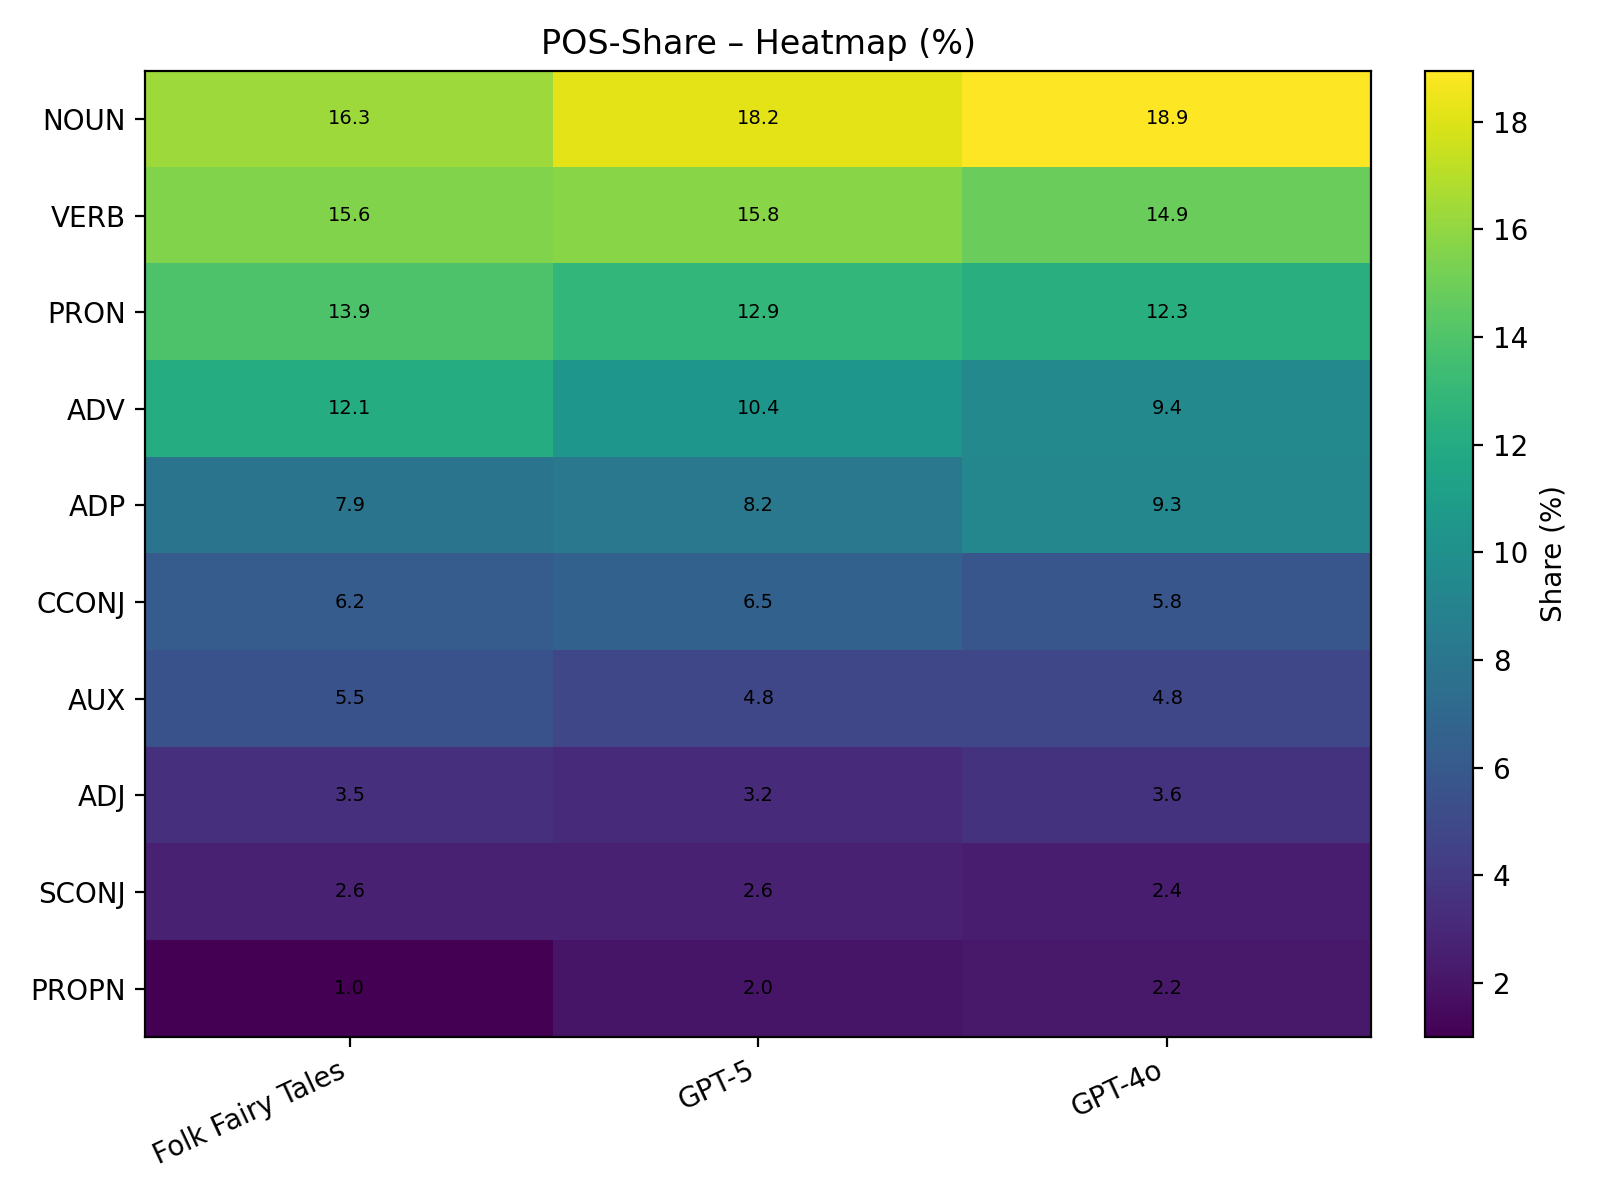 POS-Share – Heatmap (%)
NOUN 16.3 18.2 18.9
VERB 15.6 15.8 14.9
PRON 13.9 12.9 12.3
ADV 12.1 10.4 9.4
ADP 7.9 8.2 9.3
CCONJ 6.2 6.5 5.8
AUX 5.5 4.8 4.8
ADJ 3.5 3.2 3.6
SCONJ 2.6 2.6 2.4
PROPN 1.0 2.0 2.2
Folk Fairy Tales GPT-5 GPT-4o
18
16
14
12
10
8
6
4
2
Share (%)